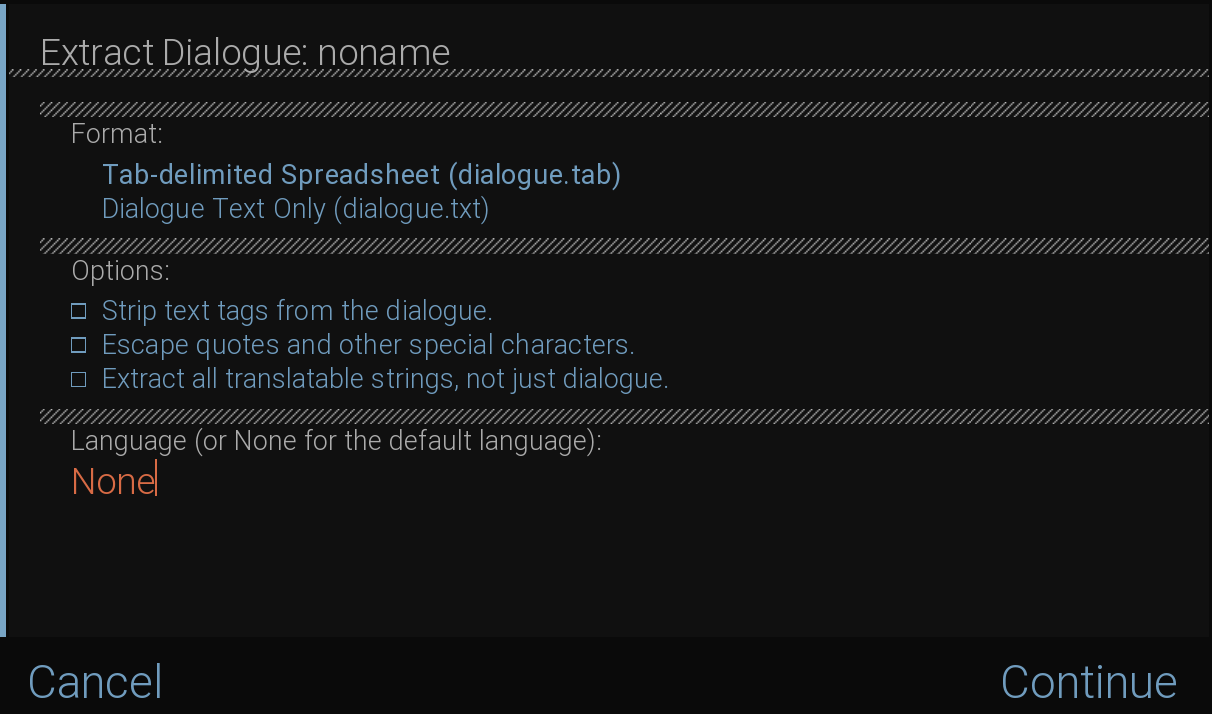 Extract Dialogue: noname
Format:
Tab-delimited Spreadsheet (dialogue.tab)
Dialogue Text Only (dialogue.txt)
Options:
Strip text tags from the dialogue.
Escape quotes and other special characters.
Extract all translatable strings, not just dialogue.
Language (or None for the default language):
None
Cancel
Continue